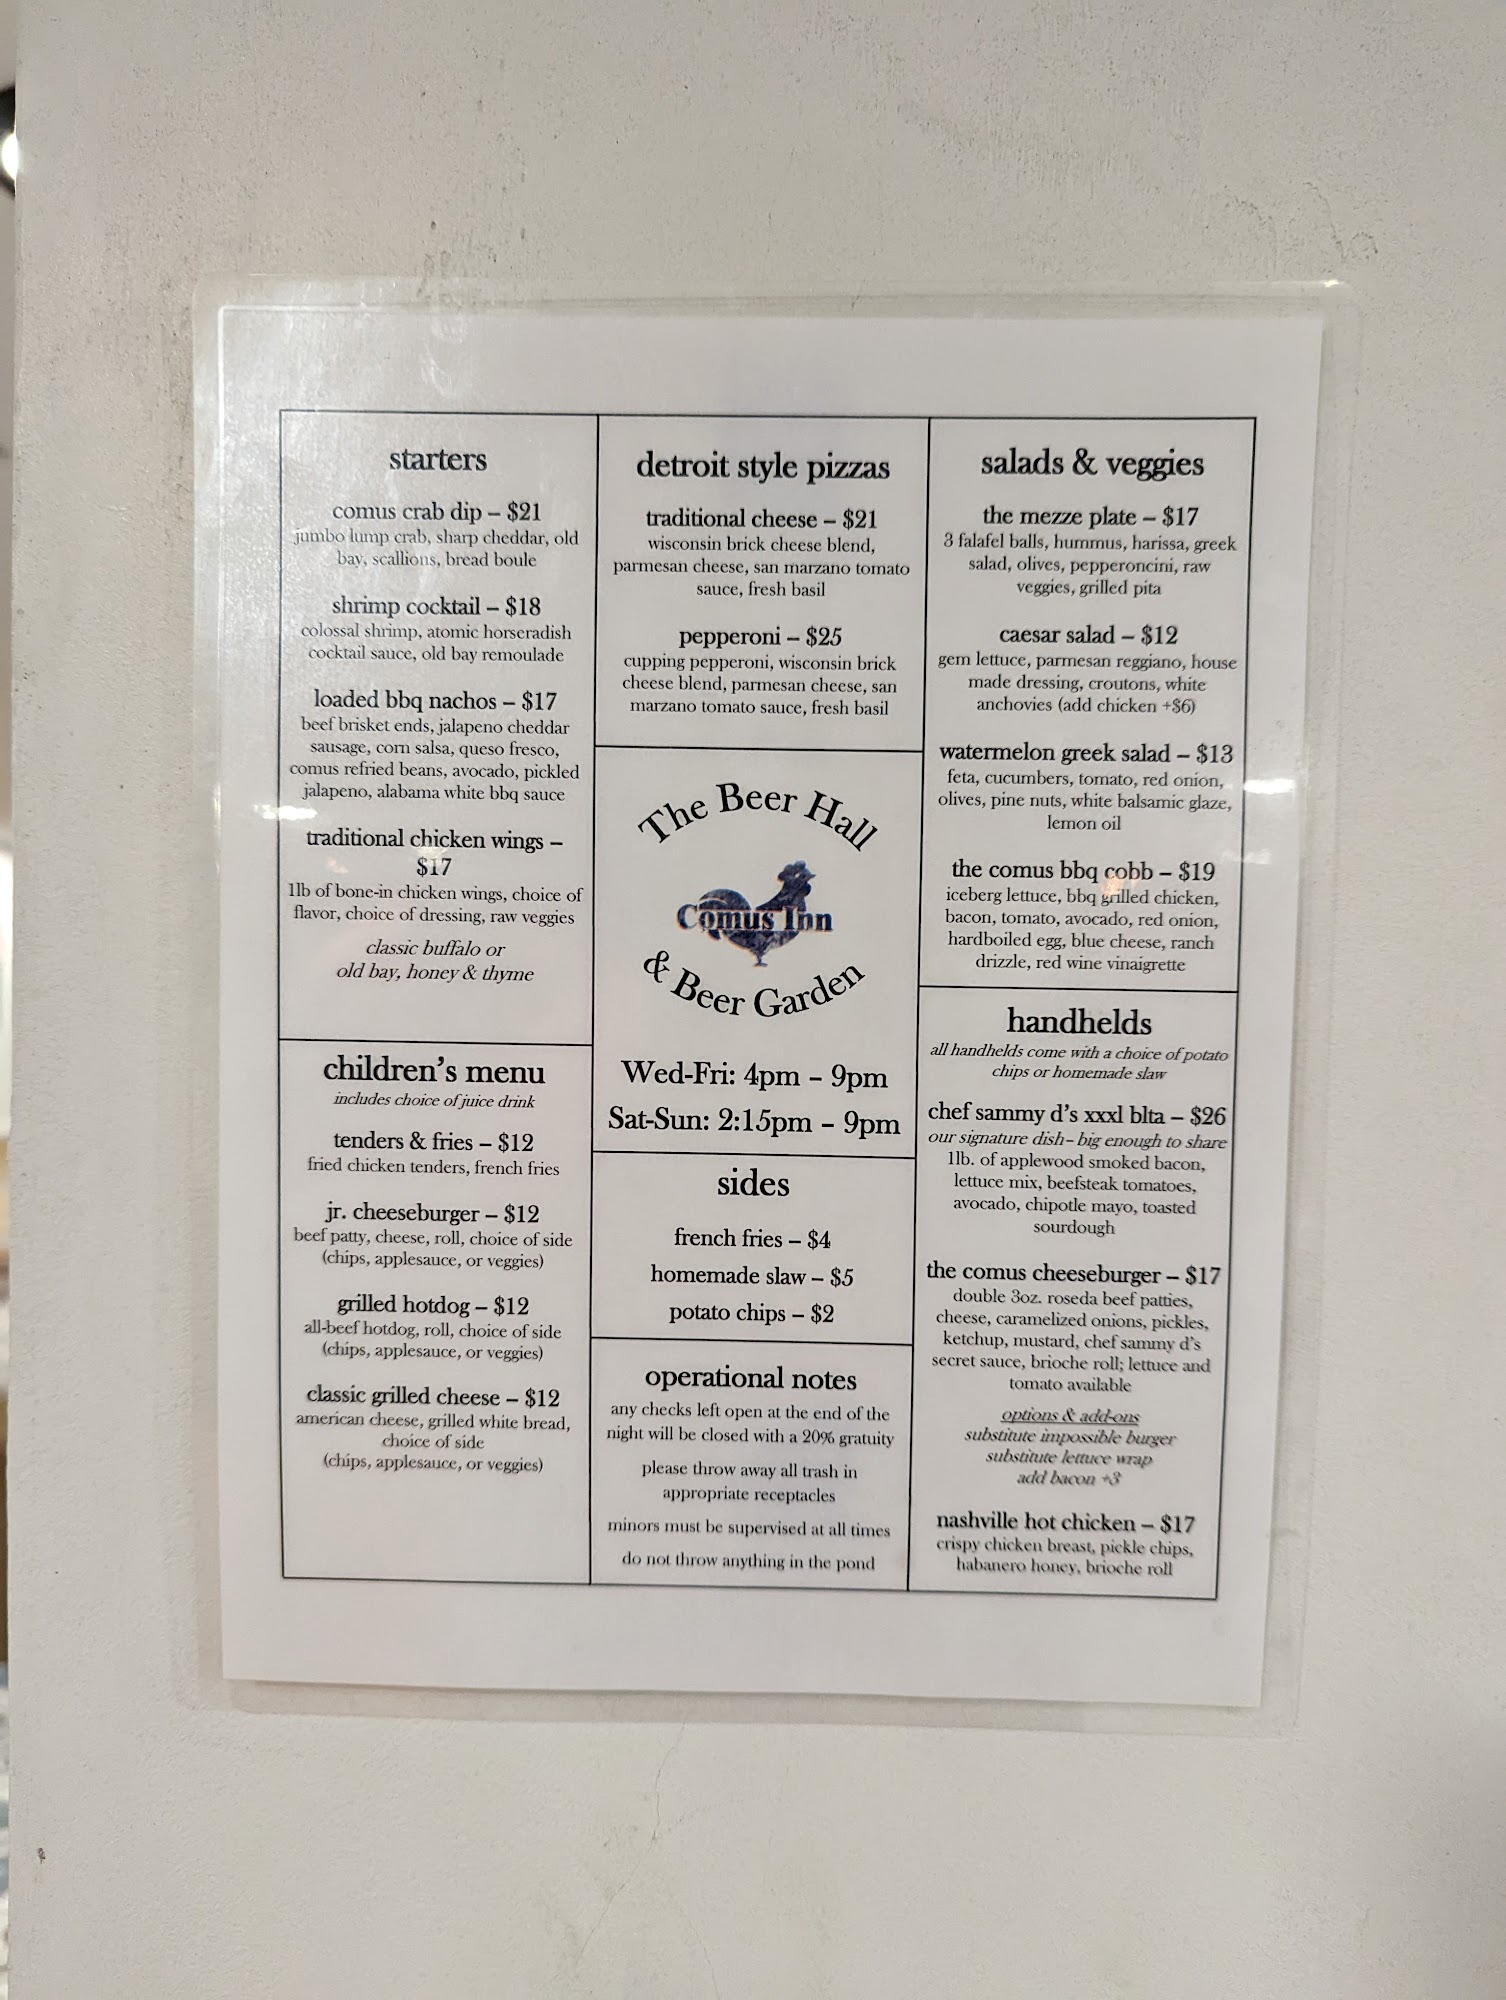 starters
comus crab dip – $21
jumbo lump crab, sharp cheddar, old
bay, scallions, bread boule
shrimp cocktail – $18
colossal shrimp, atomic horseradish
cocktail sauce, old bay remoulade
loaded bbq nachos – $17
beef brisket ends, jalapeno cheddar
sausage, corn salsa, queso fresco,
comus refried beans, avocado, pickled
jalapeno, alabama white bbq sauce
traditional chicken wings –
$17
1lb of bone-in chicken wings, choice of
flavor, choice of dressing, raw veggies
classic buffalo or
old bay, honey & thyme
children's menu
includes choice of juice drink
tenders & fries – $12
fried chicken tenders, french fries
jr. cheeseburger – $12
beef patty, cheese, roll, choice of side
(chips, applesauce, or veggies)
grilled hotdog – $12
all-beef hotdog, roll, choice of side
(chips, applesauce, or veggies)
classic grilled cheese – $12
american cheese, grilled white bread,
choice of side
(chips, applesauce, or veggies)
detroit style pizzas
traditional cheese – $21
wisconsin brick cheese blend,
parmesan cheese, san marzano tomato
sauce, fresh basil
pepperoni – $25
cupping pepperoni, wisconsin brick
cheese blend, parmesan cheese, san
marzano tomato sauce, fresh basil
The Beer Hall
Comus Inn
& Beer Garden
Wed-Fri: 4pm – 9pm
Sat-Sun: 2:15pm – 9pm
sides
french fries – $4
homemade slaw – $5
potato chips – $2
operational notes
any checks left open at the end of the
night will be closed with a 20% gratuity
please throw away all trash in
appropriate receptacles
minors must be supervised at all times
do not throw anything in the pond
salads & veggies
the mezze plate – $17
3 falafel balls, hummus, harissa, greek
salad, olives, pepperoncini, raw
veggies, grilled pita
caesar salad – $12
gem lettuce, parmesan reggiano, house
made dressing, croutons, white
anchovies (add chicken +$6)
watermelon greek salad – $13
feta, cucumbers, tomato, red onion,
olives, pine nuts, white balsamic glaze,
lemon oil
the comus bbq cobb – $19
iceberg lettuce, bbq grilled chicken,
bacon, tomato, avocado, red onion,
hardboiled egg, blue cheese, ranch
drizzle, red wine vinaigrette
handhelds
all handhelds come with a choice of potato
chips or homemade slaw
chef sammy d's xxxl blta – $26
our signature dish– big enough to share
1lb. of applewood smoked bacon,
lettuce mix, beefsteak tomatoes,
avocado, chipotle mayo, toasted
sourdough
the comus cheeseburger – $17
double 3oz. roseda beef patties,
cheese, caramelized onions, pickles,
ketchup, mustard, chef sammy d's
secret sauce, brioche roll; lettuce and
tomato available
options & add-ons
substitute impossible burger
substitute lettuce wrap
add bacon +3
nashville hot chicken – $17
crispy chicken breast, pickle chips,
habanero honey, brioche roll